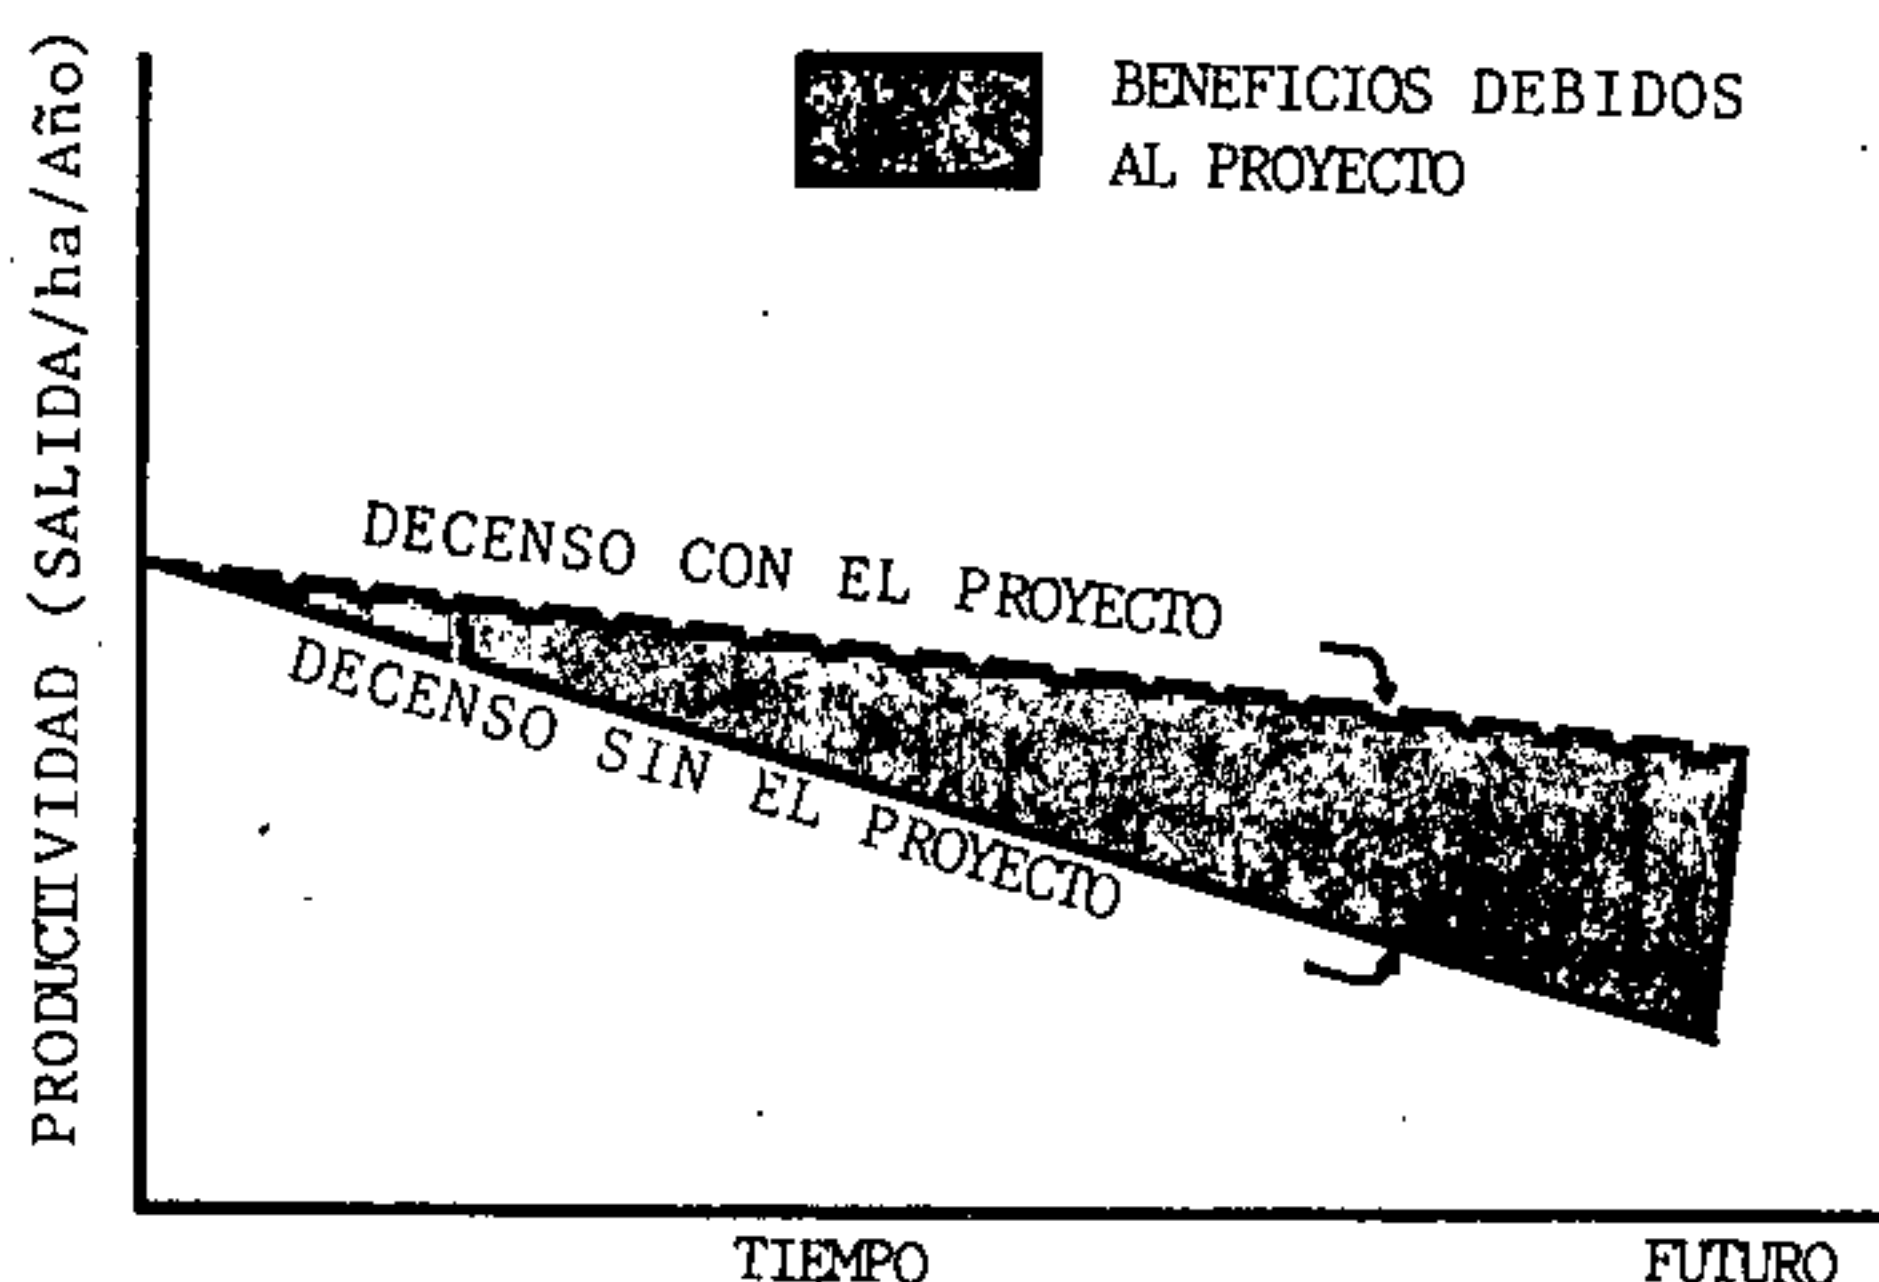 PRODUCTIVIDAD (SALIDA/ha/Año)
BENEFICIOS DEBIDOS
AL PROYECTO
DECENSO CON EL PROYECTO
DECENSO SIN EL PROYECTO
TIEMPO
FUTURO